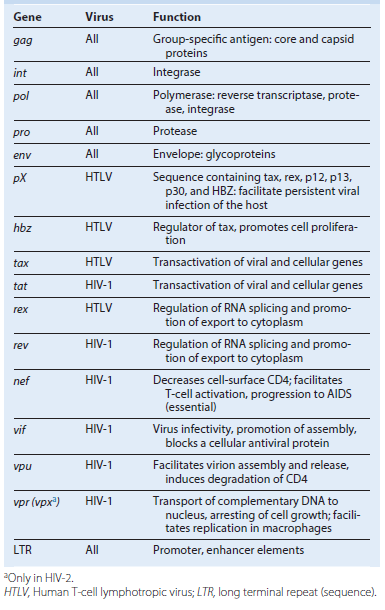 Gene Virus Function
gag All Group-specific antigen: core and capsid
proteins
int All Integrase
pol All Polymerase: reverse transcriptase, prote-
ase, integrase
pro All Protease
env All Envelope: glycoproteins
pX HTLV Sequence containing tax, rex, p12, p13,
p30, and HBZ: facilitate persistent viral
infection of the host
hbz HTLV Regulator of tax, promotes cell prolifera-
tion
tax HTLV Transactivation of viral and cellular genes
tat HIV-1 Transactivation of viral and cellular genes
rex HTLV Regulation of RNA splicing and promo-
tion of export to cytoplasm
rev HIV-1 Regulation of RNA splicing and promo-
tion of export to cytoplasm
nef HIV-1 Decreases cell-surface CD4; facilitates
T-cell activation, progression to AIDS
(essential)
vif HIV-1 Virus infectivity, promotion of assembly,
blocks a cellular antiviral protein
vpu HIV-1 Facilitates virion assembly and release,
induces degradation of CD4
vpr (vpxᵃ) HIV-1 Transport of complementary DNA to
nucleus, arresting of cell growth; facili-
tates replication in macrophages
LTR All Promoter, enhancer elements
ᵃOnly in HIV-2.
HTLV, Human T-cell lymphotropic virus; LTR, long terminal repeat (sequence).